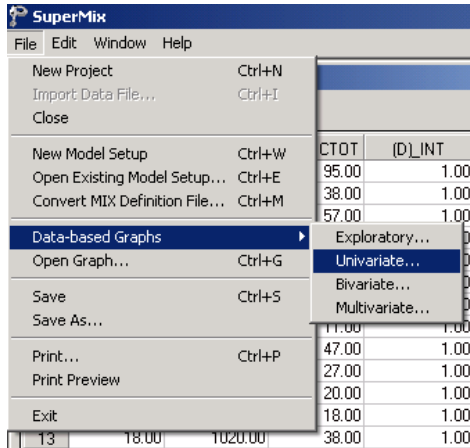 SuperMix
File Edit Window Help
New Project Ctrl+N
Import Data File... Ctrl+I
Close
CTOT (D)_INT
New Model Setup Ctrl+W 95.00 1.00
Open Existing Model Setup... Ctrl+E 38.00 1.00
Convert MIX Definition File... Ctrl+M 57.00 1.00
Data-based Graphs Exploratory...
Open Graph... Ctrl+G Univariate...
Bivariate...
Save Ctrl+S Multivariate...
Save As... 11.00 1.00
47.00 1.00
Print... Ctrl+P 27.00 1.00
Print Preview 20.00 1.00
Exit 18.00 1.00
13 18.00 1020.00 38.00 1.00